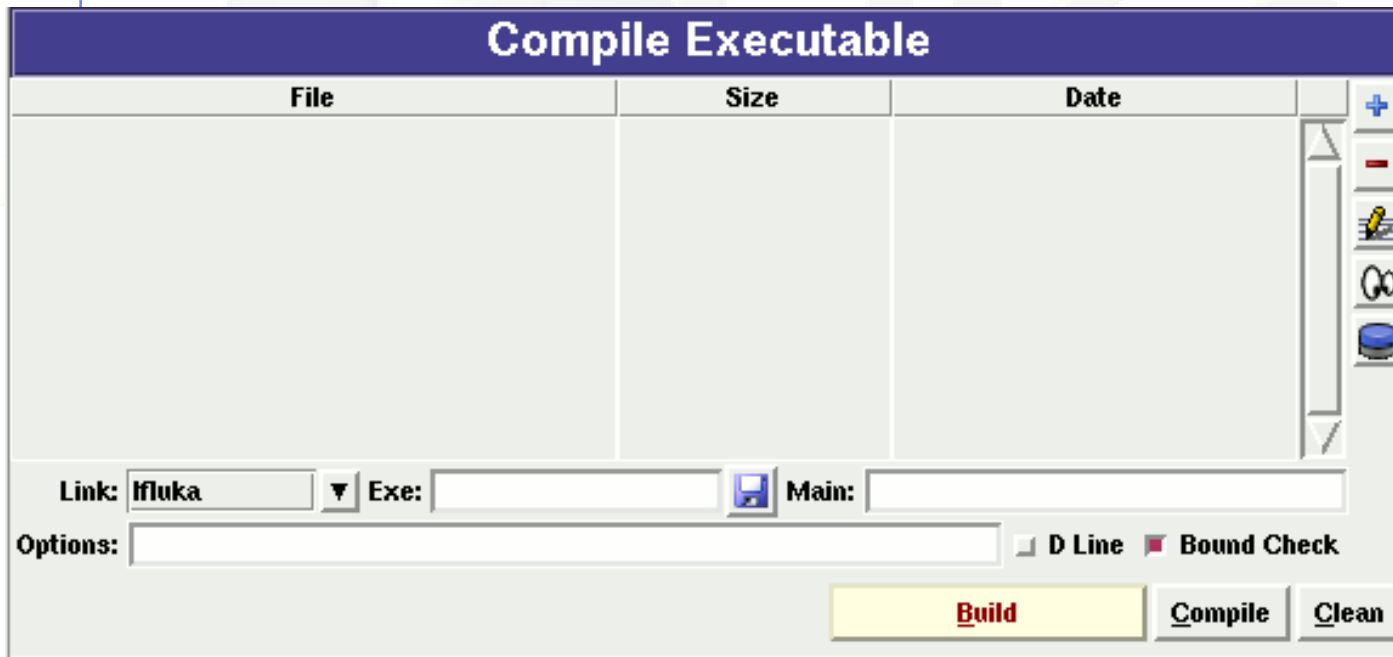 Compile Executable
File Size Date
Link: lfluka Exe: Main:
Options: D Line Bound Check
Build Compile Clean